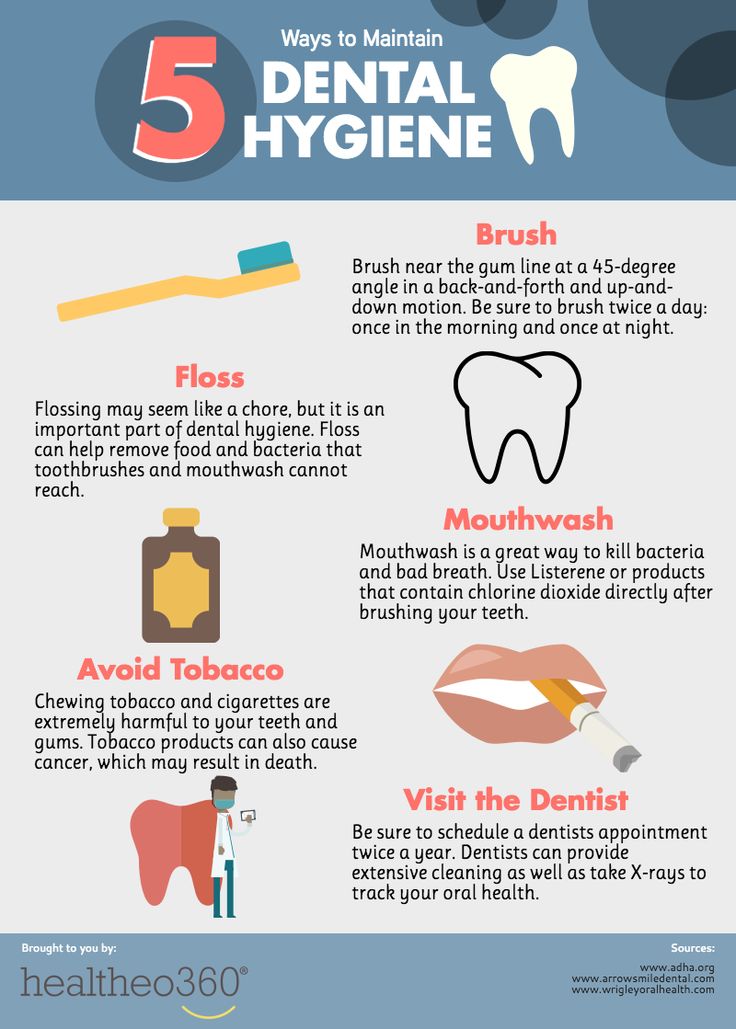 5
Ways to Maintain
DENTAL
HYGIENE
Brush
Brush near the gum line at a 45-degree
angle in a back-and-forth and up-and-
down motion. Be sure to brush twice a day:
once in the morning and once at night.
Floss
Flossing may seem like a chore, but it is an
important part of dental hygiene. Floss
can help remove food and bacteria that
toothbrushes and mouthwash cannot
reach.
Mouthwash
Mouthwash is a great way to kill bacteria
and bad breath. Use Listerene or products
that contain chlorine dioxide directly after
brushing your teeth.
Avoid Tobacco
Chewing tobacco and cigarettes are
extremely harmful to your teeth and
gums. Tobacco products can also cause
cancer, which may result in death.
Visit the Dentist
Be sure to schedule a dentists appointment
twice a year. Dentists can provide
extensive cleaning as well as take X-rays to
track your oral health.
Brought to you by:
healtheo360®
Sources:
www.adha.org
www.arrowsmiledental.com
www.wrigleyoralhealth.com